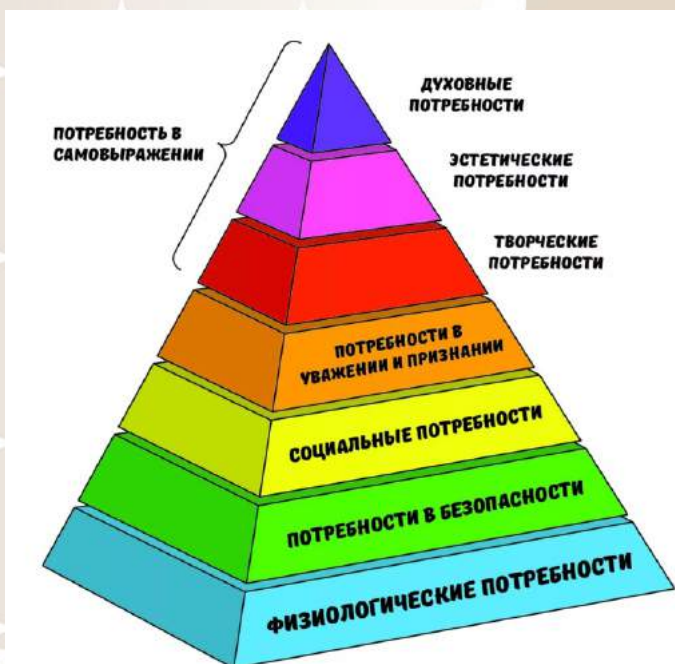 ДУХОВНЫЕ
ПОТРЕБНОСТИ
ПОТРЕБНОСТЬ В
САМОВЫРАЖЕНИИ
ЭСТЕТИЧЕСКИЕ
ПОТРЕБНОСТИ
ТВОРЧЕСКИЕ
ПОТРЕБНОСТИ
ПОТРЕБНОСТИ В
УВАЖЕНИИ И ПРИЗНАНИИ
СОЦИАЛЬНЫЕ ПОТРЕБНОСТИ
ПОТРЕБНОСТИ В БЕЗОПАСНОСТИ
ФИЗИОЛОГИЧЕСКИЕ ПОТРЕБНОСТИ